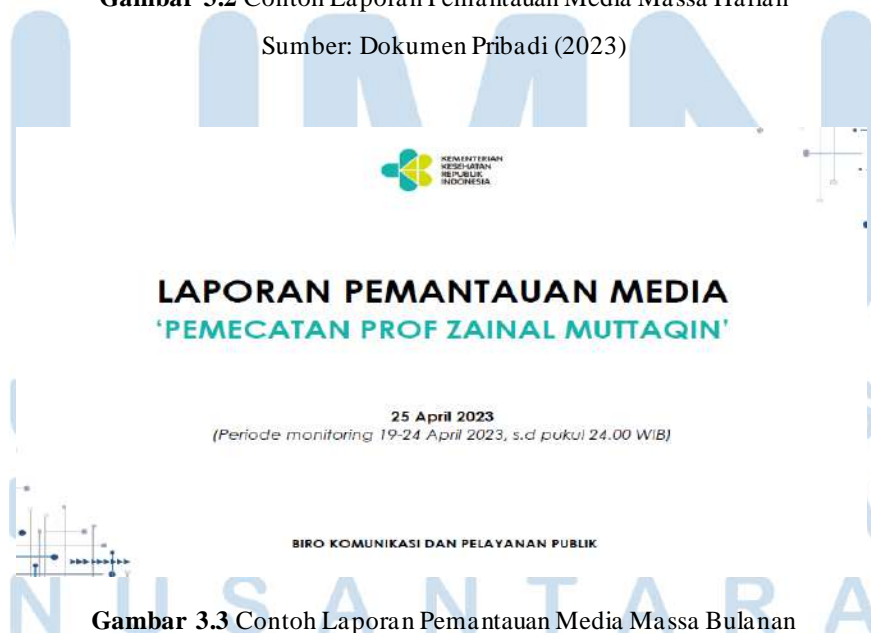 Gambar 3.2 Contoh Laporan Pemantauan Media Massa Harian
Sumber: Dokumen Pribadi (2023)
KEMENTERIAN
KESEHATAN
REPUBLIK
INDONESIA
LAPORAN PEMANTAUAN MEDIA
'PEMECATAN PROF ZAINAL MUTTAQIN'
25 April 2023
(Periode monitoring 19-24 April 2023, s.d pukul 24.00 WIB)
BIRO KOMUNIKASI DAN PELAYANAN PUBLIK
NUSANTARA
Gambar 3.3 Contoh Laporan Pemantauan Media Massa Bulanan